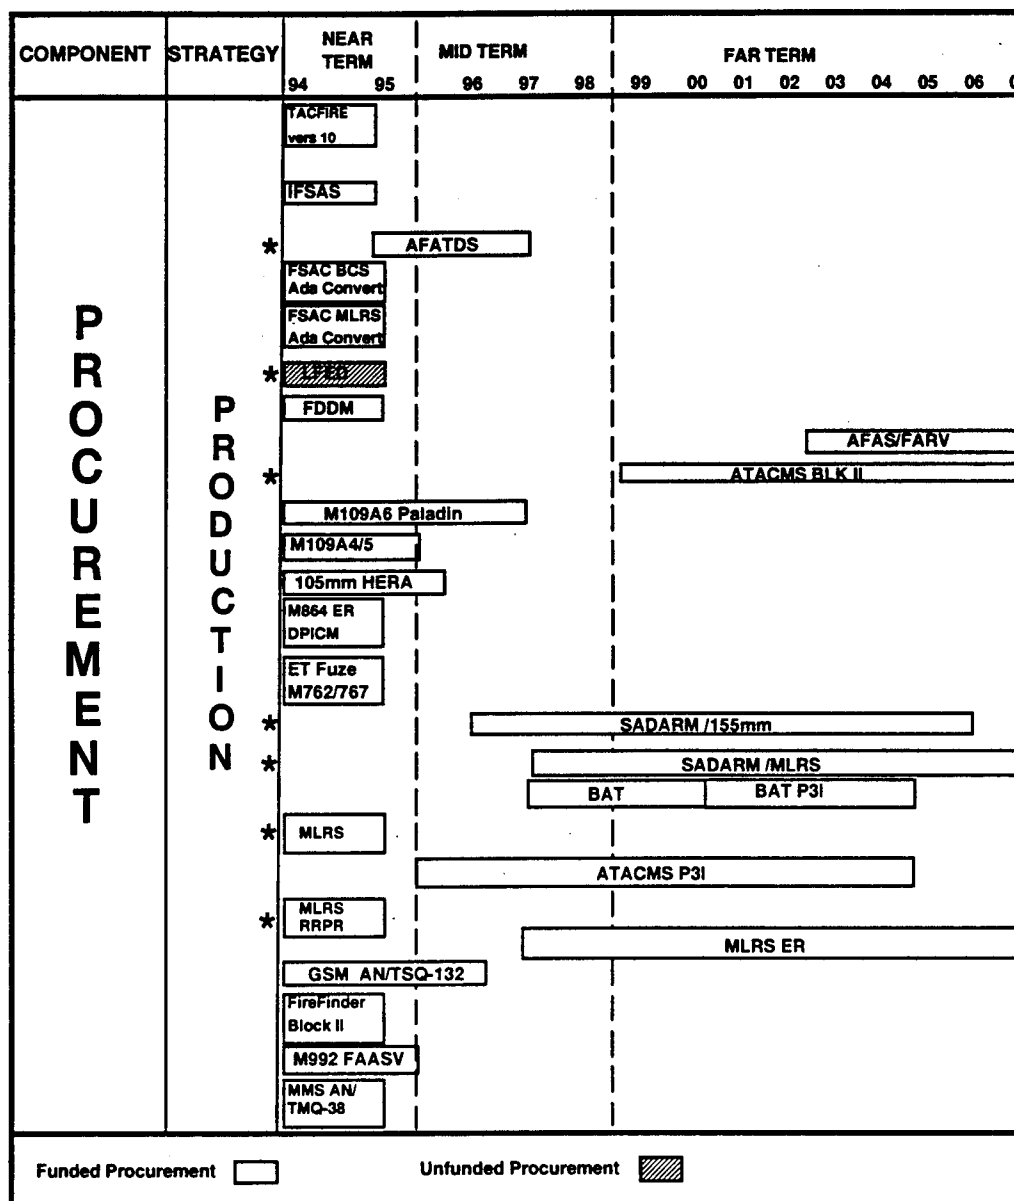 COMPONENT
STRATEGY
NEAR
TERM
MID TERM
FAR TERM
94 95 96 97 98 99 00 01 02 03 04 05 06
PROCUREMENT
PRODUCTION
TACFIRE
vers 10
IFSAS
* AFATDS
FSAC BCS
Ada Convert
FSAC MLRS
Ada Convert
* LFED
FDDM
AFAS/FARV
* ATACMS BLK II
M109A6 Paladin
M109A4/5
105mm HERA
M864 ER
DPICM
ET Fuze
M762/767
* SADARM /155mm
* SADARM /MLRS
BAT BAT P3I
* MLRS
ATACMS P3I
* MLRS
RRPR
MLRS ER
GSM AN/TSQ-132
FireFinder
Block II
M992 FAASV
MMS AN/
TMQ-38
Funded Procurement
Unfunded Procurement